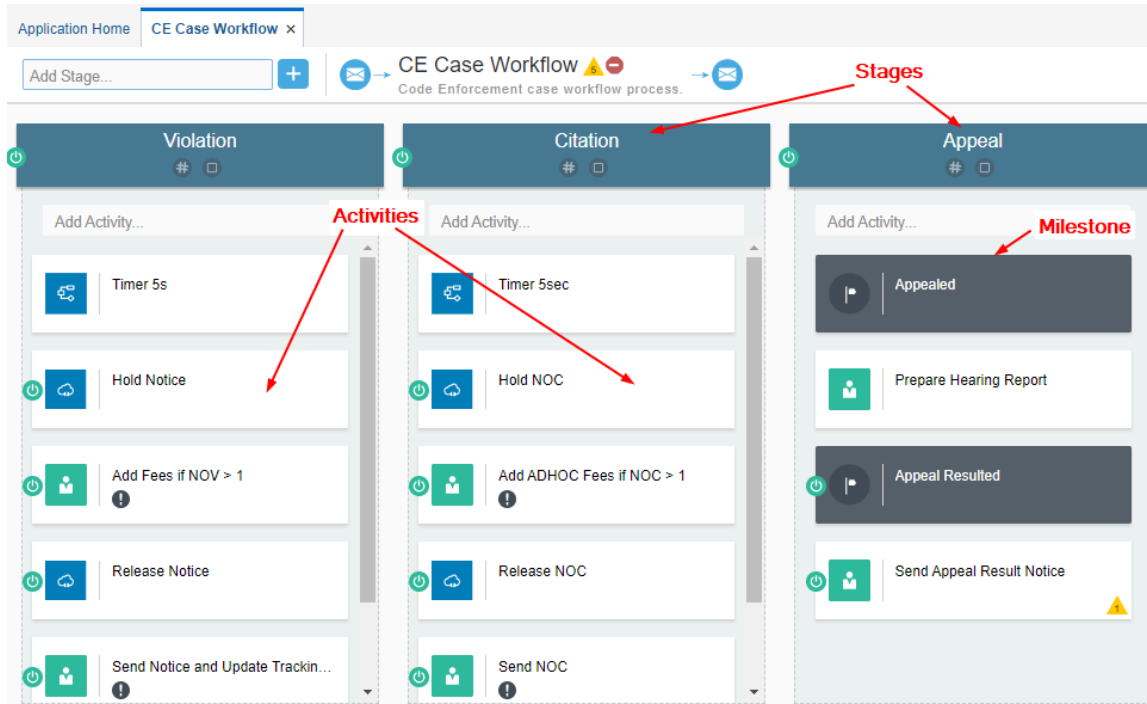 Application Home
CE Case Workflow ×
Add Stage...
+
CE Case Workflow
5
Code Enforcement case workflow process.
Stages
Violation
#
Citation
#
Appeal
#
Activities
Milestone
Add Activity...
Timer 5s
Hold Notice
Add Fees if NOV > 1
!
Release Notice
Send Notice and Update Trackin...
!
Add Activity...
Timer 5sec
Hold NOC
Add ADHOC Fees if NOC > 1
!
Release NOC
Send NOC
!
Add Activity...
Appealed
Prepare Hearing Report
Appeal Resulted
Send Appeal Result Notice
1